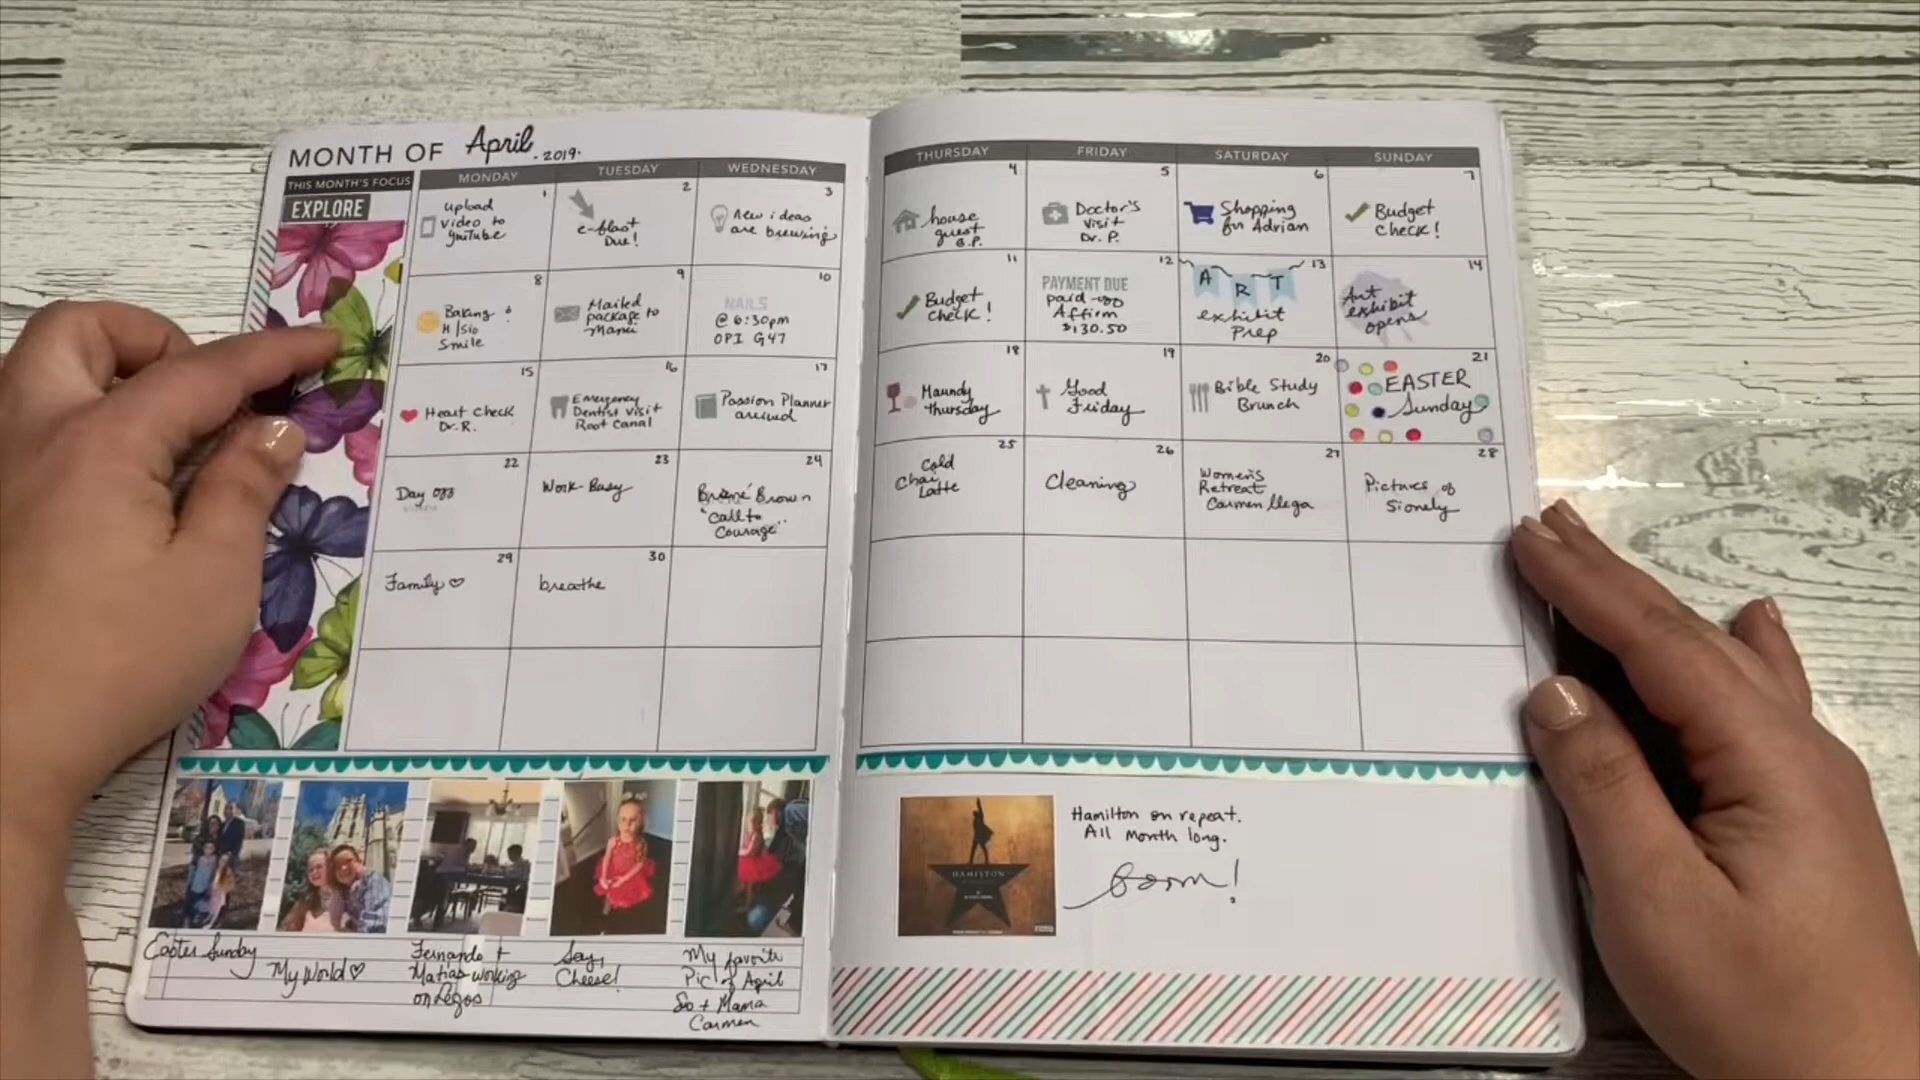 MONTH OF April
·2019·
THIS MONTH'S FOCUS
EXPLORE
MONDAY TUESDAY WEDNESDAY THURSDAY FRIDAY SATURDAY SUNDAY
1
upload
video to
YouTube
2
e-blast
Due!
3
New ideas
are brewing
4
house
guest
G.P.
5
Doctor's
Visit
Dr. P.
6
Shopping
for Adrian
7
Budget
check!
8
Baking
H/Sio
Smile
9
Mailed
package to
Mami
10
NAILS
@ 6:30pm
OPI G47
11
Budget
check!
12
PAYMENT DUE
paid-off
Affirm
$130.50
13
ART
exhibit
Prep
14
Art
exhibit
opens
15
Heart Check
Dr. R.
16
Emergency
Dentist Visit
Root Canal
17
Passion Planner
arrived
18
Maundy
Thursday
19
Good
Friday
20
Bible Study
Brunch
21
EASTER
Sunday
22
Day off
23
Work-Busy
24
Brené Brown
"Call to
Courage"
25
Cold
Chai
Latte
26
Cleaning
27
Women's
Retreat
Carmen llega
28
Pictures of
Sionely
29
Family ♡
30
breathe
Easter Sunday
My World ♡
Fernando +
Matias working
on Legos
Say,
Cheese!
My favorite
Pic of April
So + Mama
Carmen
HAMILTON
Hamilton on repeat.
All month long.
Boom!